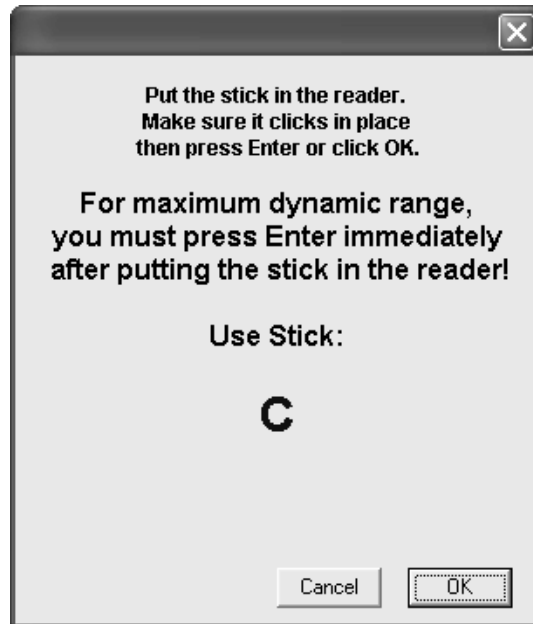 Put the stick in the reader.
Make sure it clicks in place
then press Enter or click OK.
For maximum dynamic range,
you must press Enter immediately
after putting the stick in the reader!
Use Stick:
C
Cancel
OK